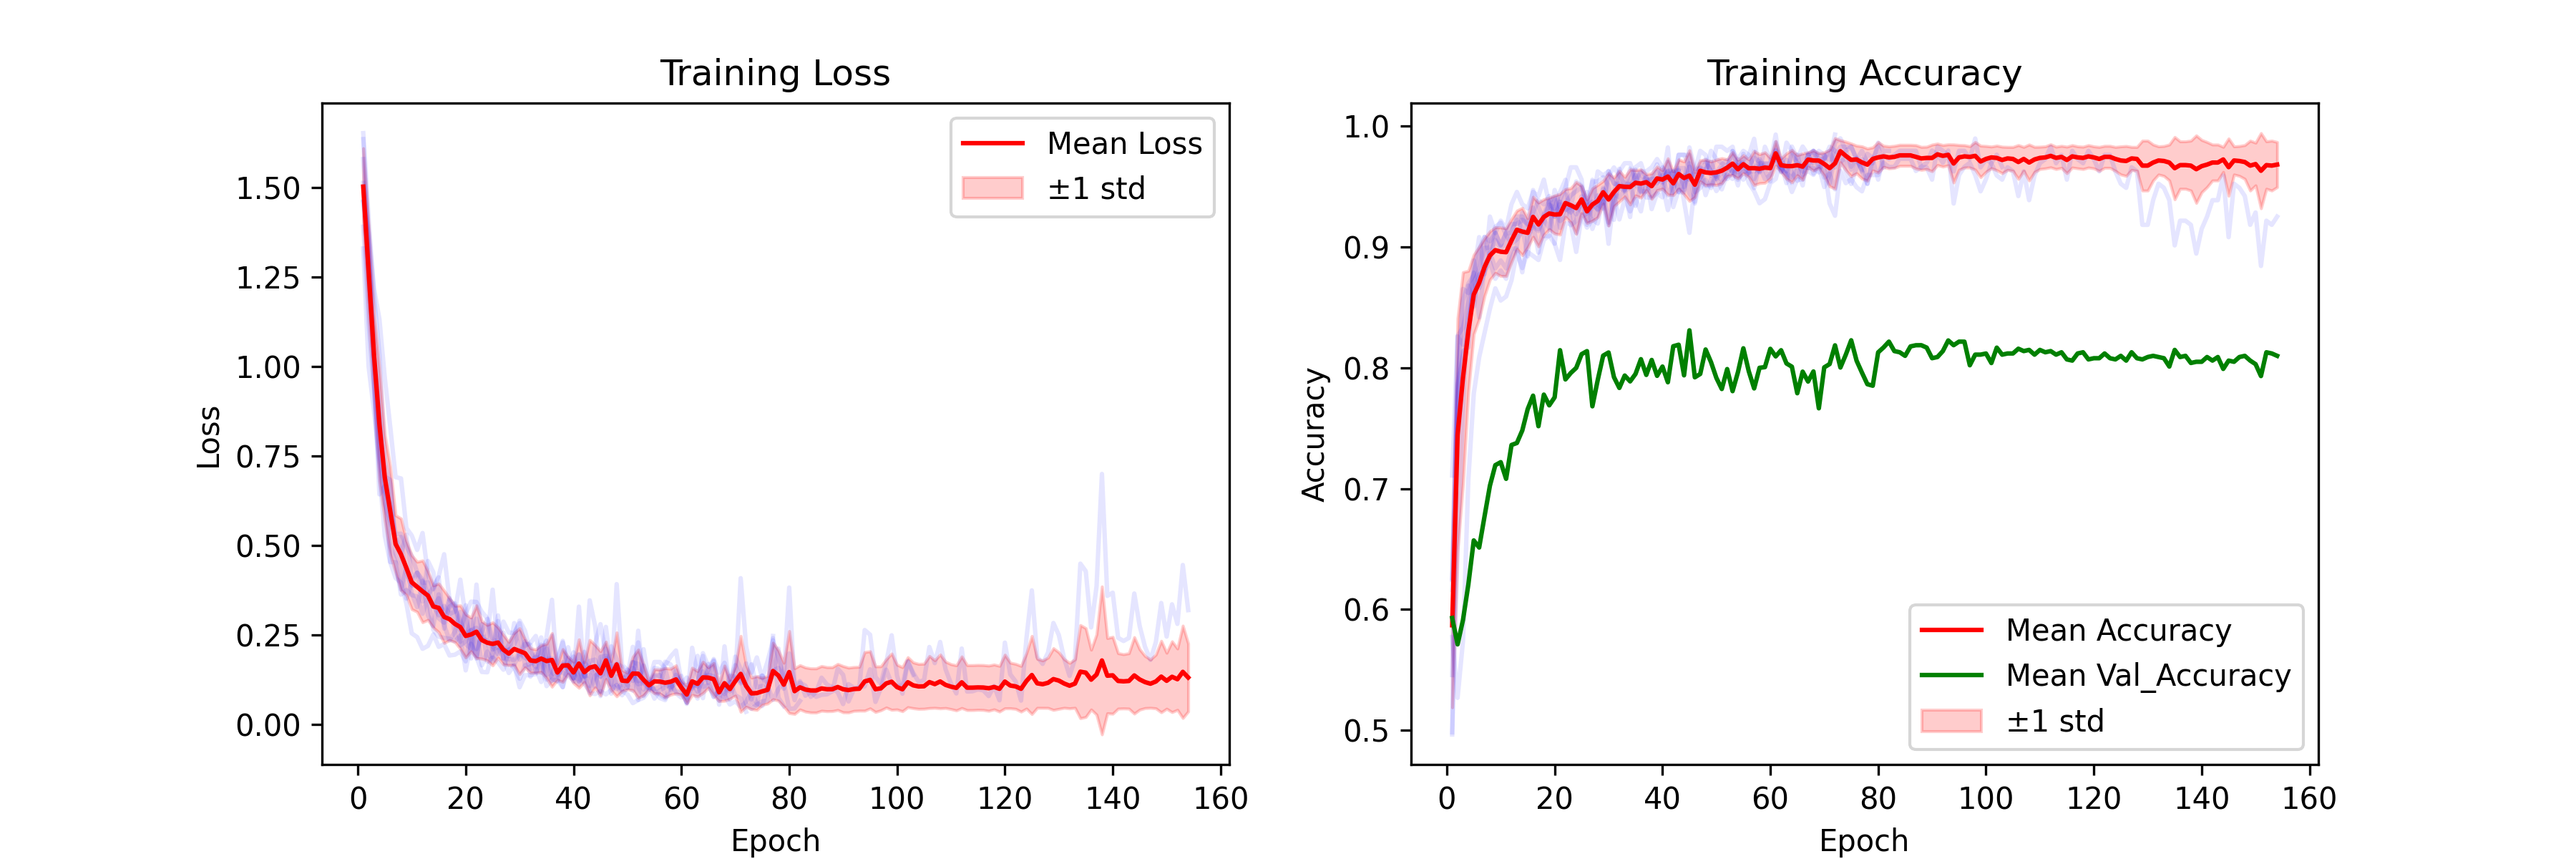 Training Loss
Mean Loss
±1 std
1.50
1.25
1.00
0.75
0.50
0.25
0.00
Loss
0 20 40 60 80 100 120 140 160
Epoch
Training Accuracy
1.0
0.9
0.8
0.7
0.6
0.5
Accuracy
Mean Accuracy
Mean Val_Accuracy
±1 std
0 20 40 60 80 100 120 140 160
Epoch